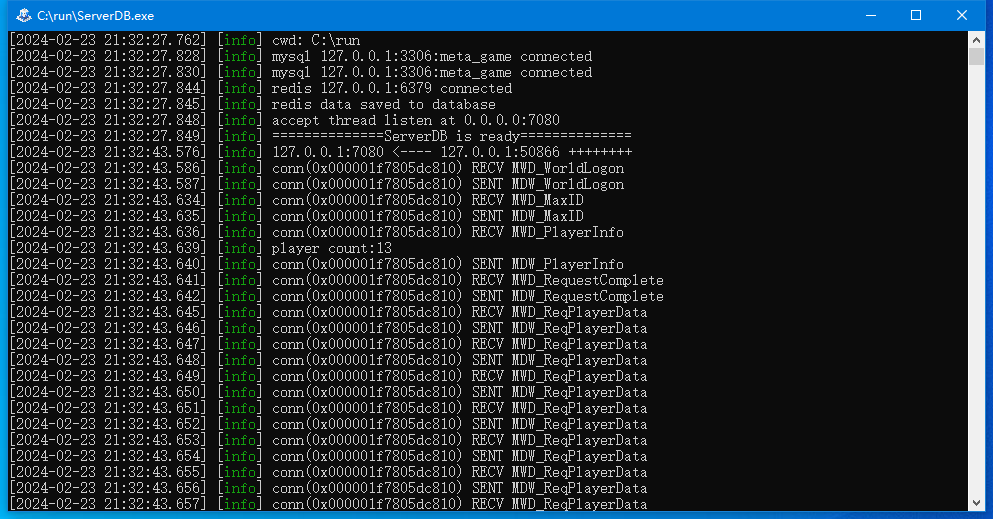 C:\run\ServerDB.exe
[2024-02-23 21:32:27.762] [info] cwd: C:\run
[2024-02-23 21:32:27.828] [info] mysql 127.0.0.1:3306:meta_game connected
[2024-02-23 21:32:27.830] [info] mysql 127.0.0.1:3306:meta_game connected
[2024-02-23 21:32:27.844] [info] redis 127.0.0.1:6379 connected
[2024-02-23 21:32:27.845] [info] redis data saved to database
[2024-02-23 21:32:27.848] [info] accept thread listen at 0.0.0.0:7080
[2024-02-23 21:32:27.849] [info] ==============ServerDB is ready==============
[2024-02-23 21:32:43.576] [info] 127.0.0.1:7080 <---- 127.0.0.1:50866 ++++++++
[2024-02-23 21:32:43.586] [info] conn(0x000001f7805dc810) RECV MWD_WorldLogon
[2024-02-23 21:32:43.587] [info] conn(0x000001f7805dc810) SENT MDW_WorldLogon
[2024-02-23 21:32:43.634] [info] conn(0x000001f7805dc810) RECV MWD_MaxID
[2024-02-23 21:32:43.635] [info] conn(0x000001f7805dc810) SENT MDW_MaxID
[2024-02-23 21:32:43.636] [info] conn(0x000001f7805dc810) RECV MWD_PlayerInfo
[2024-02-23 21:32:43.639] [info] player count:13
[2024-02-23 21:32:43.640] [info] conn(0x000001f7805dc810) SENT MDW_PlayerInfo
[2024-02-23 21:32:43.641] [info] conn(0x000001f7805dc810) RECV MWD_RequestComplete
[2024-02-23 21:32:43.642] [info] conn(0x000001f7805dc810) SENT MDW_RequestComplete
[2024-02-23 21:32:43.645] [info] conn(0x000001f7805dc810) RECV MWD_ReqPlayerData
[2024-02-23 21:32:43.646] [info] conn(0x000001f7805dc810) SENT MDW_ReqPlayerData
[2024-02-23 21:32:43.647] [info] conn(0x000001f7805dc810) RECV MWD_ReqPlayerData
[2024-02-23 21:32:43.648] [info] conn(0x000001f7805dc810) SENT MDW_ReqPlayerData
[2024-02-23 21:32:43.649] [info] conn(0x000001f7805dc810) RECV MWD_ReqPlayerData
[2024-02-23 21:32:43.650] [info] conn(0x000001f7805dc810) SENT MDW_ReqPlayerData
[2024-02-23 21:32:43.651] [info] conn(0x000001f7805dc810) RECV MWD_ReqPlayerData
[2024-02-23 21:32:43.652] [info] conn(0x000001f7805dc810) SENT MDW_ReqPlayerData
[2024-02-23 21:32:43.653] [info] conn(0x000001f7805dc810) RECV MWD_ReqPlayerData
[2024-02-23 21:32:43.654] [info] conn(0x000001f7805dc810) SENT MDW_ReqPlayerData
[2024-02-23 21:32:43.655] [info] conn(0x000001f7805dc810) RECV MWD_ReqPlayerData
[2024-02-23 21:32:43.656] [info] conn(0x000001f7805dc810) SENT MDW_ReqPlayerData
[2024-02-23 21:32:43.657] [info] conn(0x000001f7805dc810) RECV MWD_ReqPlayerData